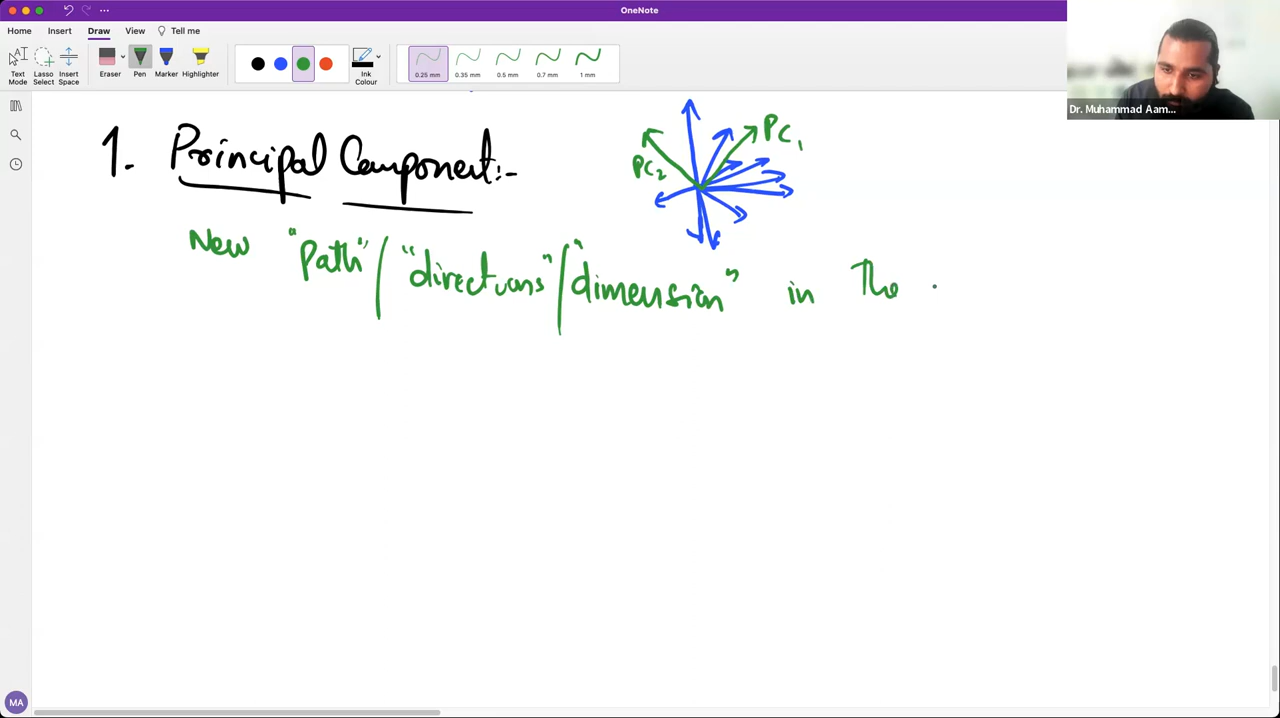 OneNote
Home Insert Draw View Tell me
Text Mode Lasso Select Insert Space Eraser Pen Marker Highlighter Ink Colour 0.25 mm 0.35 mm 0.5 mm 0.7 mm 1 mm
Dr. Muhammad Aam...
1. Principal Component:-
PC2 PC1
New "Path" / "directions" / "dimension" in The
MA